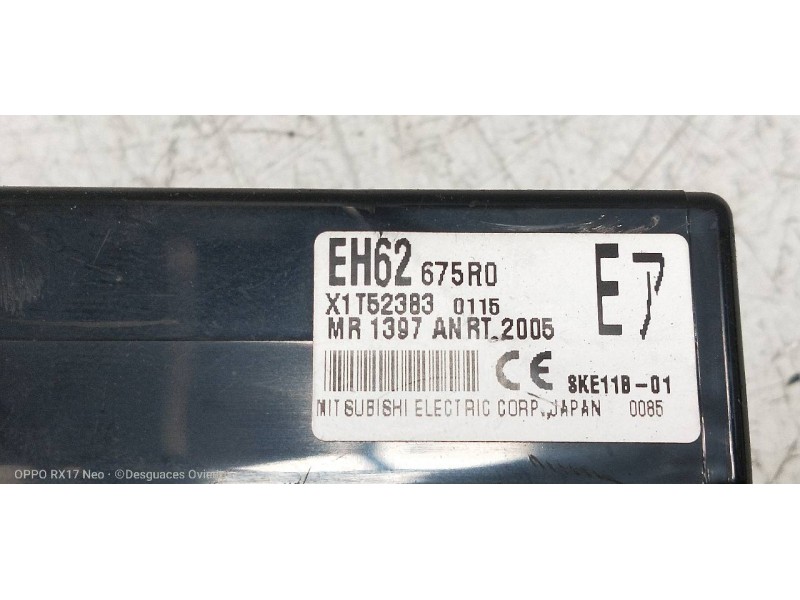 EH62 675R0
E7
X1T52383 0115
MR 1397 ANRT.2005
CE SKE11B-01
MITSUBISHI ELECTRIC CORP.JAPAN 0085
OPPO RX17 Neo · ©Desguaces Ovie